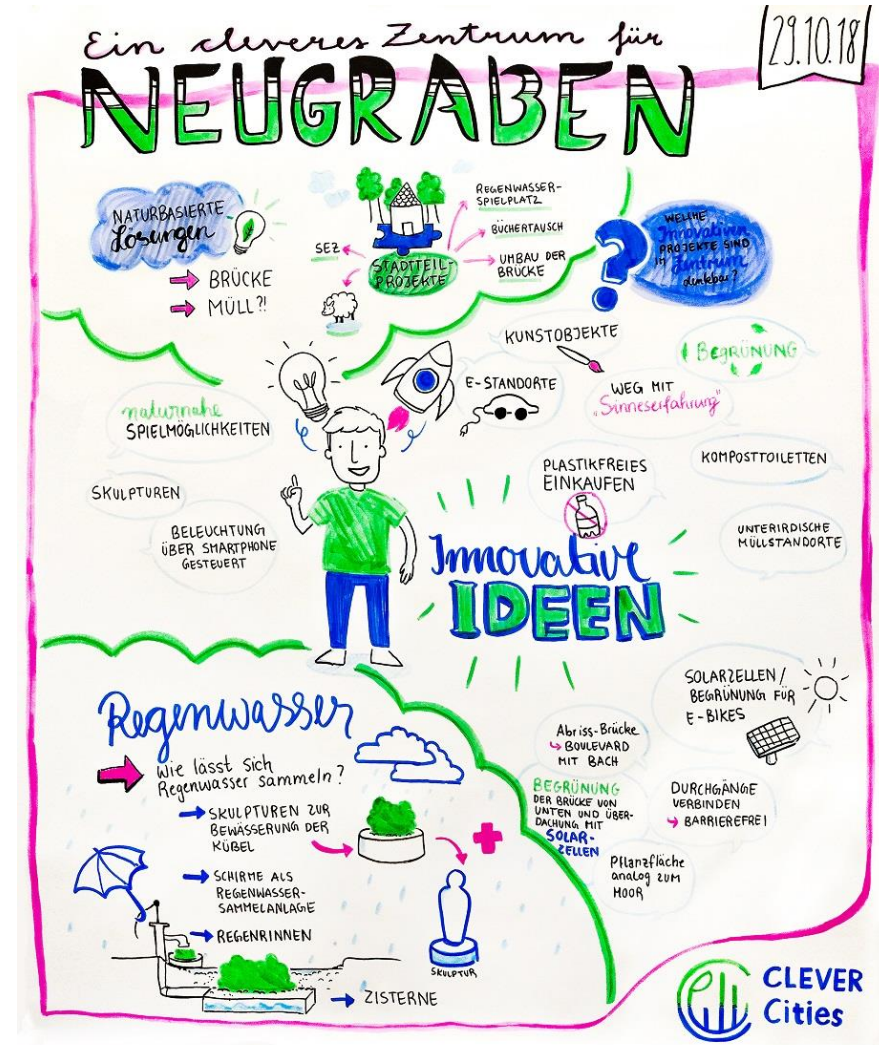 Ein cleveres Zentrum für
NEUGRABEN
29.10.18
NATURBASIERTE
Lösungen
BRÜCKE
MÜLL?!
SEZ
STADTTEIL-
PROJEKTE
REGENWASSER-
SPIELPLATZ
BÜCHERTAUSCH
UMBAU DER
BRÜCKE
WELCHE
Innovativen
PROJEKTE SIND
IM Zentrum
denkbar?
KUNSTOBJEKTE
BEGRÜNUNG
E-STANDORTE
WEG MIT
"Sinneserfahrung"
naturnahe
SPIELMÖGLICHKEITEN
SKULPTUREN
BELEUCHTUNG
ÜBER SMARTPHONE
GESTEUERT
PLASTIKFREIES
EINKAUFEN
KOMPOSTTOILETTEN
UNTERIRDISCHE
MÜLLSTANDORTE
Innovative
IDEEN
SOLARZELLEN/
BEGRÜNUNG FÜR
E-BIKES
Abriss-Brücke
BOULEVARD
MIT BACH
BEGRÜNUNG
DER BRÜCKE VON
UNTEN UND ÜBER-
DACHUNG MIT
SOLAR-
ZELLEN
DURCHGÄNGE
VERBINDEN
BARRIEREFREI
Pflanzfläche
analog zum
MOOR
Regenwasser
Wie lässt sich
Regenwasser sammeln?
SKULPTUREN ZUR
BEWÄSSERUNG DER
KÜBEL
SCHIRME ALS
REGENWASSER-
SAMMELANLAGE
REGENRINNEN
ZISTERNE
SKULPTUR
CLEVER
Cities